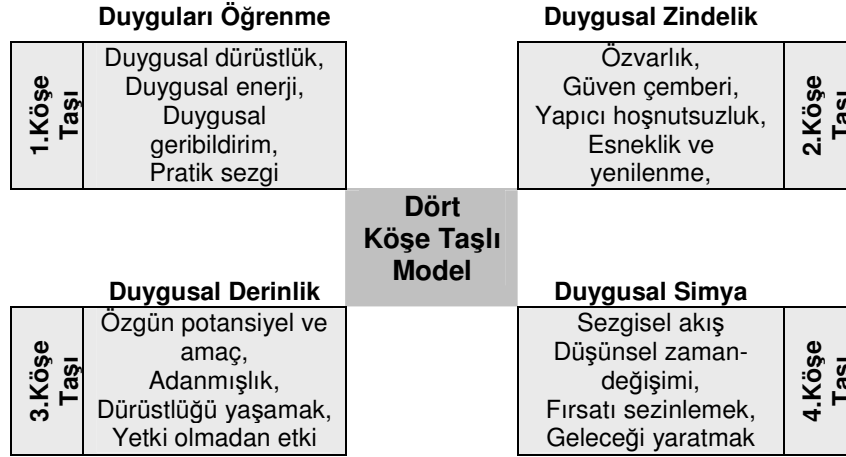 Duyguları Öğrenme
1.Köşe
Taşı
Duygusal dürüstlük,
Duygusal enerji,
Duygusal
geribildirim,
Pratik sezgi
Duygusal Zindelik
Özvarlık,
Güven çemberi,
Yapıcı hoşnutsuzluk,
Esneklik ve
yenilenme,
2.Köşe
Taşı
Dört
Köşe Taşlı
Model
Duygusal Derinlik
3.Köşe
Taşı
Özgün potansiyel ve
amaç,
Adanmışlık,
Dürüstlüğü yaşamak,
Yetki olmadan etki
Duygusal Simya
Sezgisel akış
Düşünsel zaman-
değişimi,
Fırsatı sezinlemek,
Geleceği yaratmak
4.Köşe
Taşı